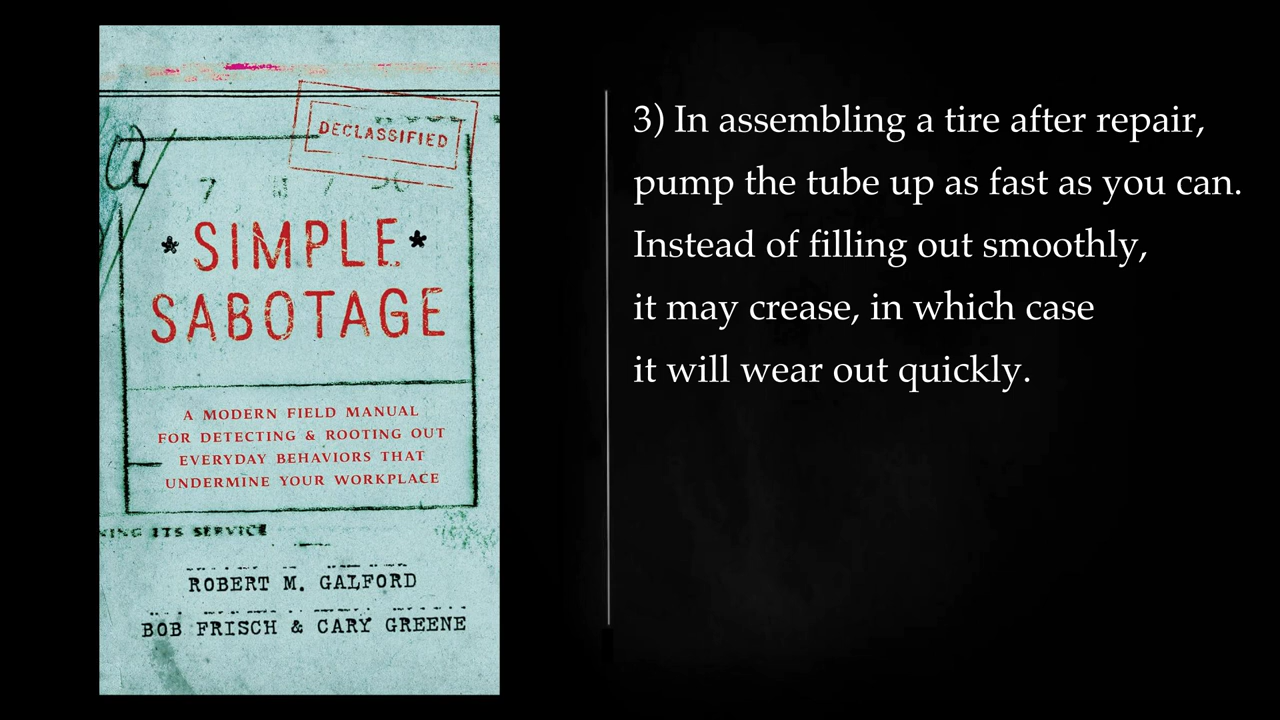 DECLASSIFIED
*SIMPLE*
SABOTAGE
A MODERN FIELD MANUAL
FOR DETECTING & ROOTING OUT
EVERYDAY BEHAVIORS THAT
UNDERMINE YOUR WORKPLACE
ITS SERVICE
ROBERT M. GALFORD
BOB FRISCH & CARY GREENE
3) In assembling a tire after repair,
pump the tube up as fast as you can.
Instead of filling out smoothly,
it may crease, in which case
it will wear out quickly.